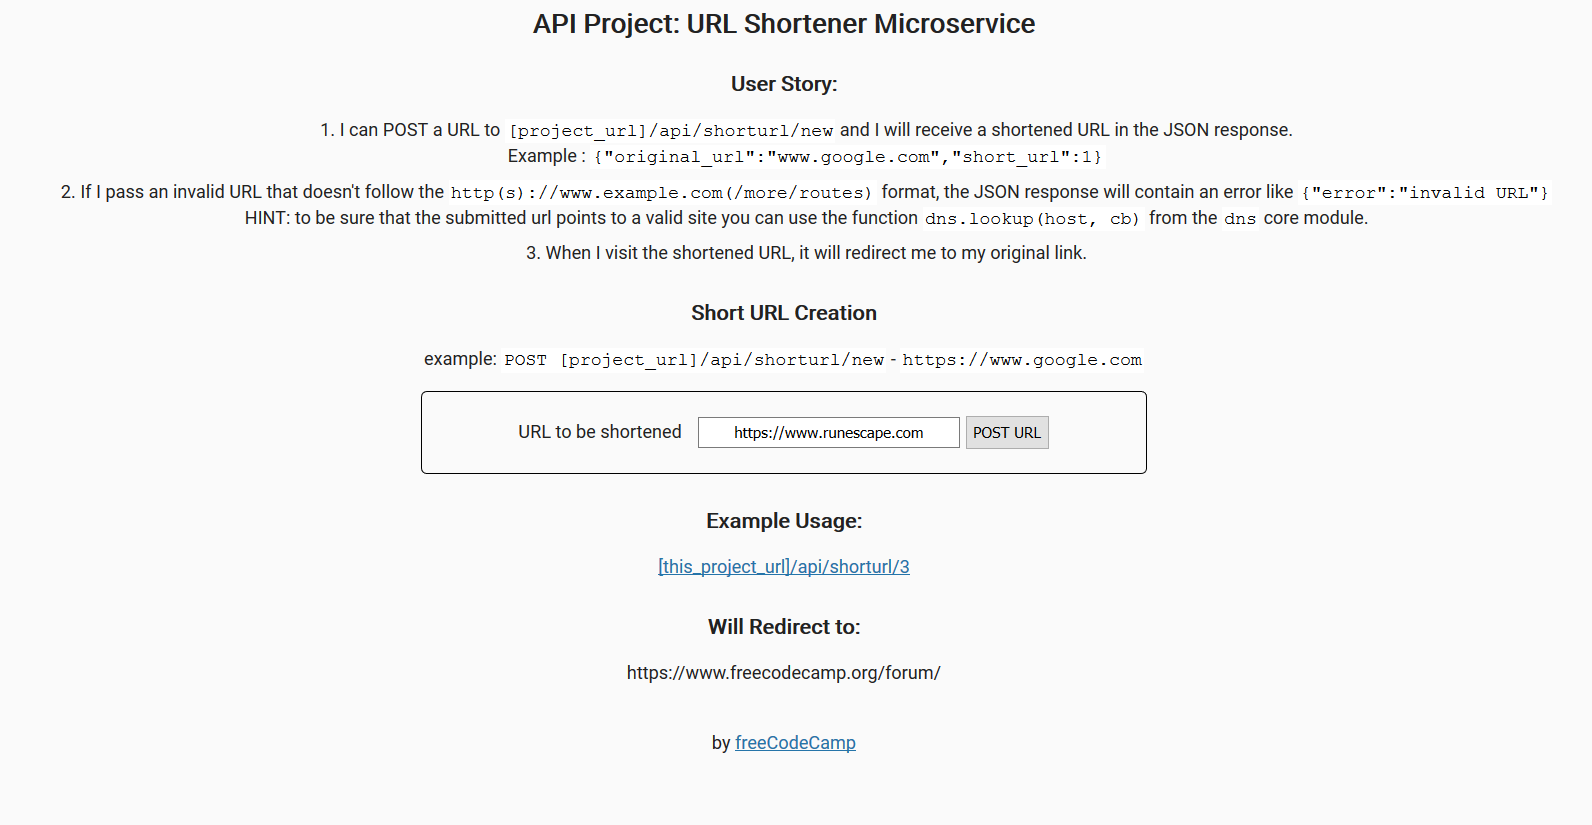 API Project: URL Shortener Microservice
User Story:
1. I can POST a URL to [project_url]/api/shorturl/new and I will receive a shortened URL in the JSON response.
Example : {"original_url":"www.google.com","short_url":1}
2. If I pass an invalid URL that doesn't follow the http(s)://www.example.com(/more/routes) format, the JSON response will contain an error like {"error":"invalid URL"}
HINT: to be sure that the submitted url points to a valid site you can use the function dns.lookup(host, cb) from the dns core module.
3. When I visit the shortened URL, it will redirect me to my original link.
Short URL Creation
example: POST [project_url]/api/shorturl/new - https://www.google.com
URL to be shortened https://www.runescape.com POST URL
Example Usage:
[this_project_url]/api/shorturl/3
Will Redirect to:
https://www.freecodecamp.org/forum/
by freeCodeCamp